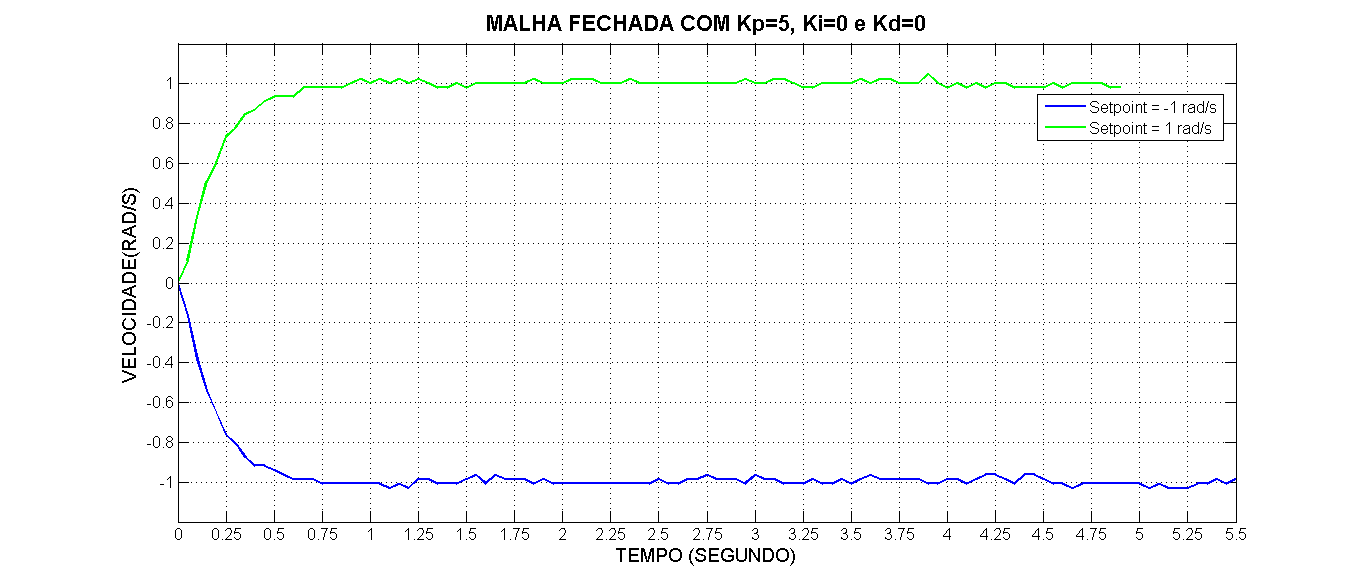 MALHA FECHADA COM Kp=5, Ki=0 e Kd=0
VELOCIDADE(RAD/S)
1
0.8
0.6
0.4
0.2
0
-0.2
-0.4
-0.6
-0.8
-1
Setpoint = -1 rad/s
Setpoint = 1 rad/s
0 0.25 0.5 0.75 1 1.25 1.5 1.75 2 2.25 2.5 2.75 3 3.25 3.5 3.75 4 4.25 4.5 4.75 5 5.25 5.5
TEMPO (SEGUNDO)